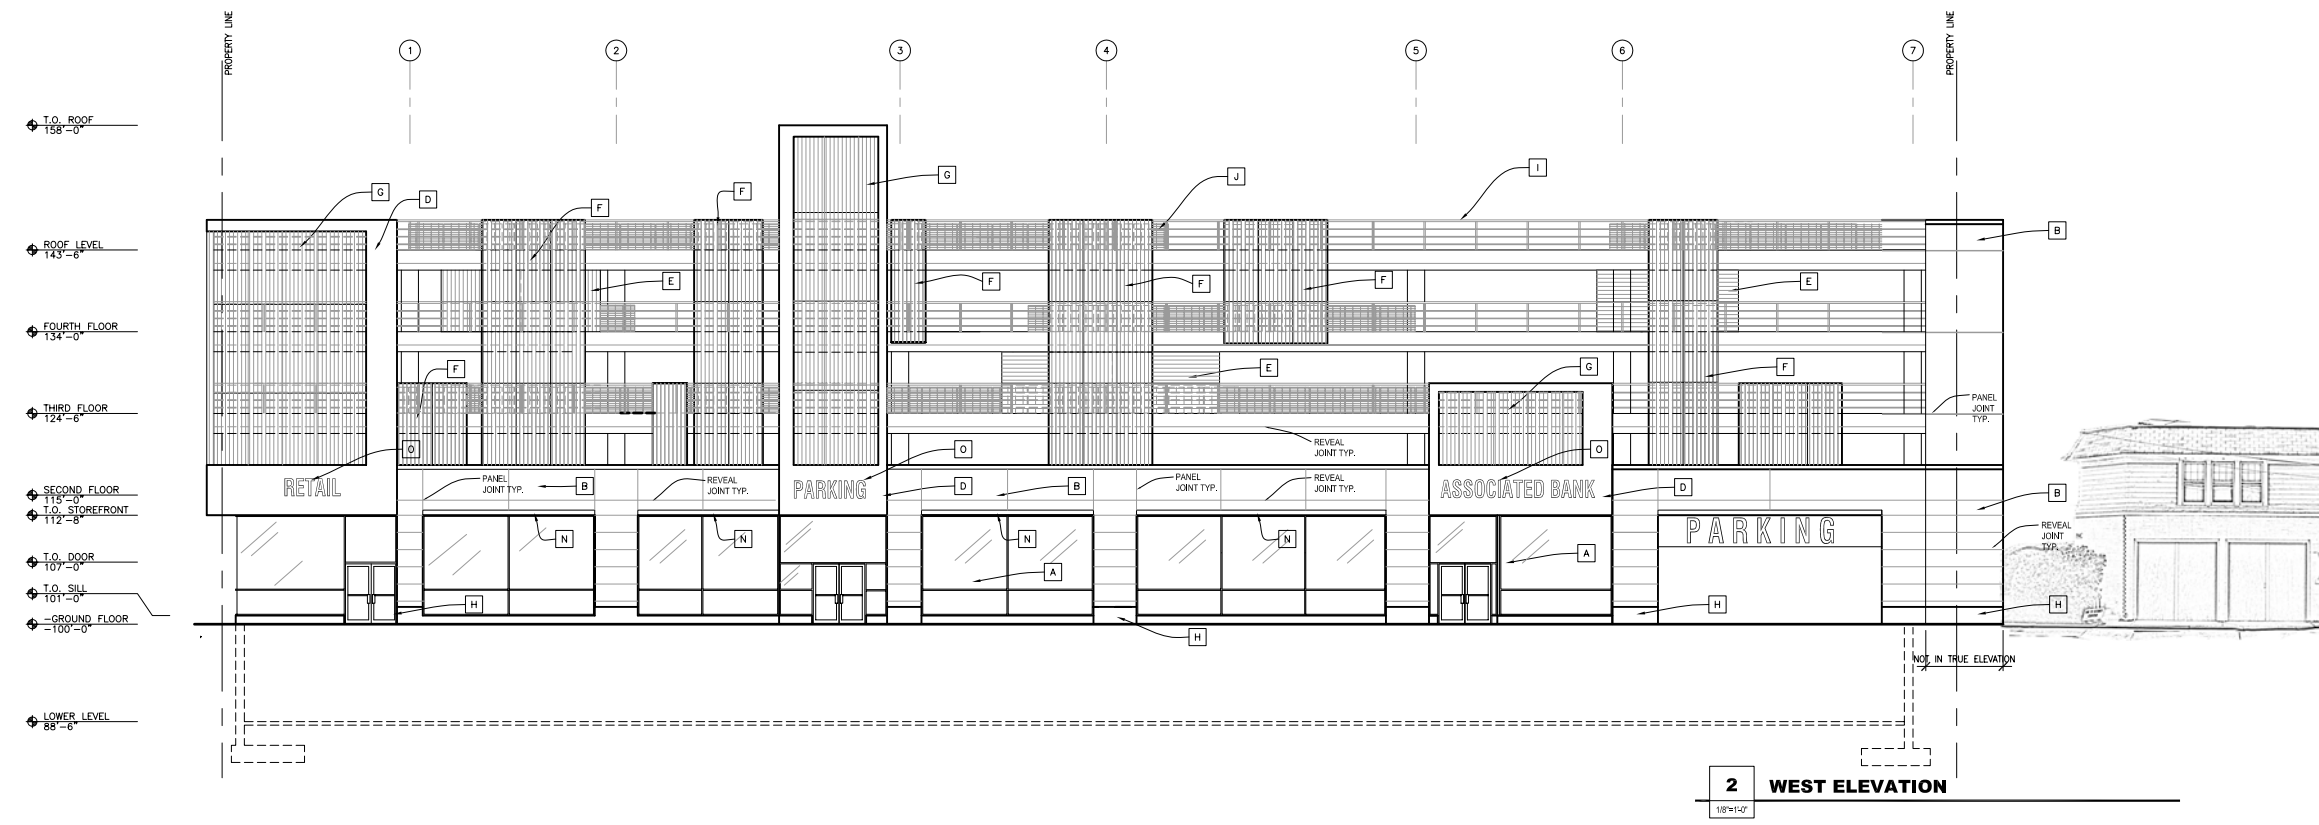 PROPERTY LINE
1
2
3
4
5
6
7
PROPERTY LINE
T.O. ROOF
158'-0"
I
G
J
F
G
D
F
B
ROOF LEVEL
143'-6"
E
F
F
F
E
FOURTH FLOOR
134'-0"
F
E
G
F
THIRD FLOOR
124'-6"
PANEL
JOINT
TYP.
REVEAL
JOINT TYP.
O
O
O
SECOND FLOOR
115'-0"
RETAIL
PANEL
JOINT TYP.
B
REVEAL
JOINT TYP.
PARKING
D
B
PANEL
JOINT TYP.
REVEAL
JOINT TYP.
ASSOCIATED BANK
D
B
T.O. STOREFRONT
112'-8"
PARKING
REVEAL
JOINT
TYP.
N
N
N
N
A
T.O. DOOR
107'-0"
A
T.O. SILL
101'-0"
H
H
H
-GROUND FLOOR
-100'-0"
H
NOT IN TRUE ELEVATION
LOWER LEVEL
88'-6"
2
WEST ELEVATION
1/8"=1'-0"